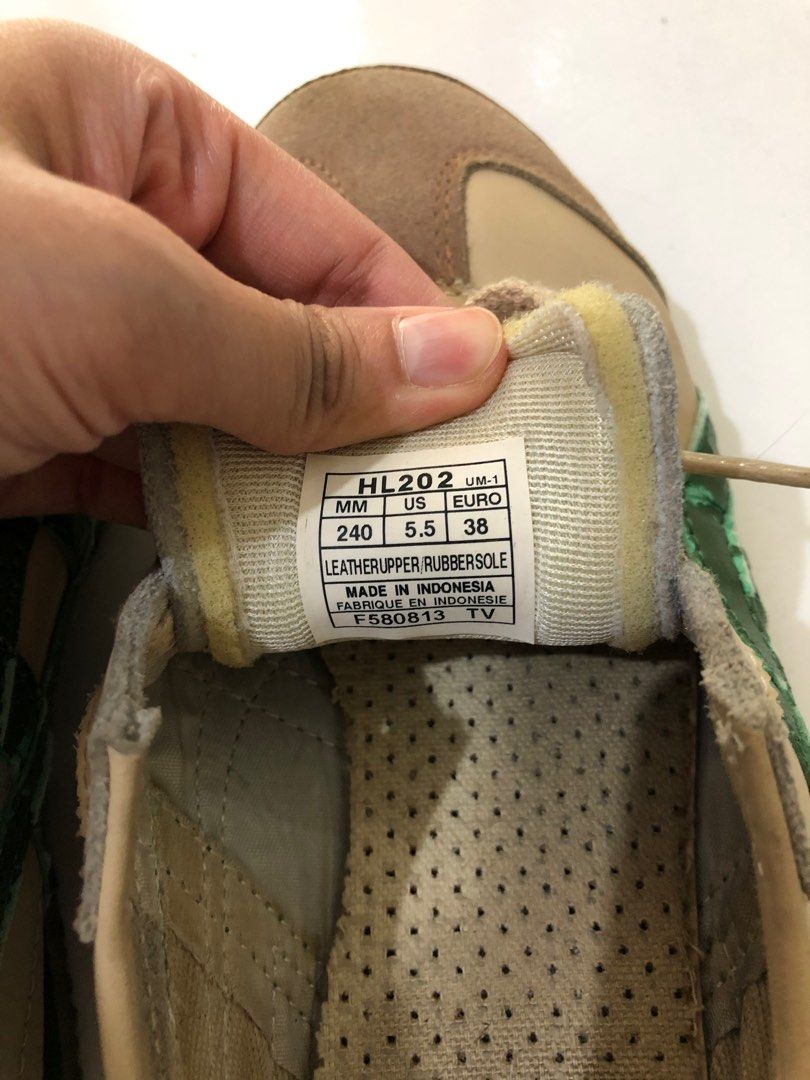 HL202 UM-1
MM US EURO
240 5.5 38
LEATHERUPPER/RUBBERSOLE
MADE IN INDONESIA
FABRIQUE EN INDONESIE
F580813 TV